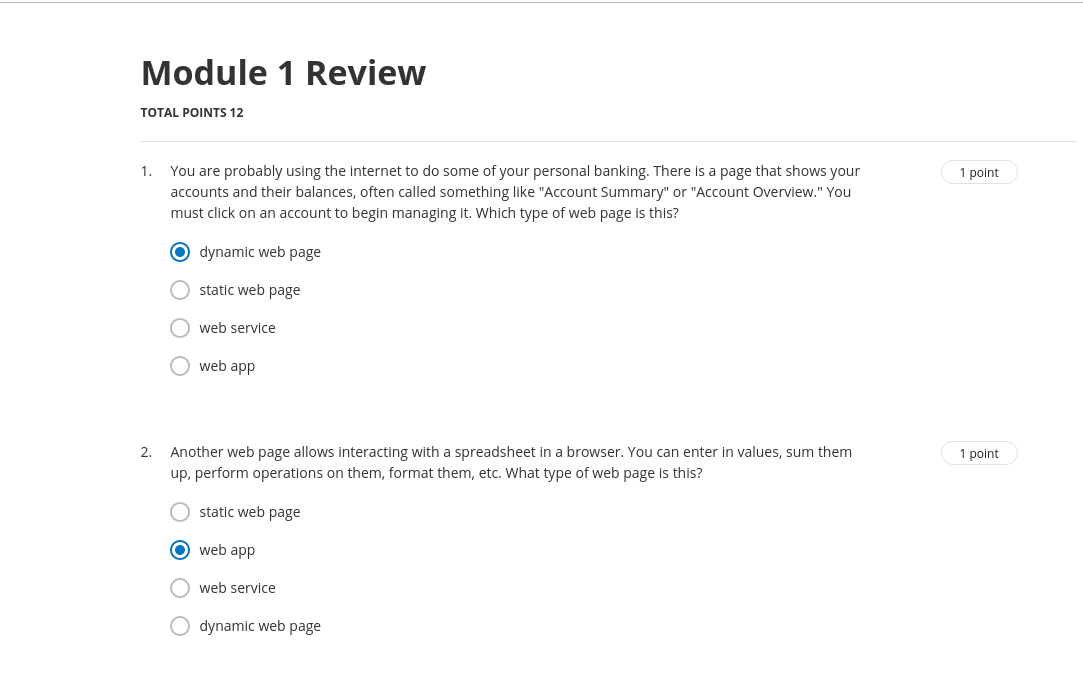 Module 1 Review
TOTAL POINTS 12
1. You are probably using the internet to do some of your personal banking. There is a page that shows your
accounts and their balances, often called something like "Account Summary" or "Account Overview." You
must click on an account to begin managing it. Which type of web page is this?
1 point
dynamic web page
static web page
web service
web app
2. Another web page allows interacting with a spreadsheet in a browser. You can enter in values, sum them
up, perform operations on them, format them, etc. What type of web page is this?
1 point
static web page
web app
web service
dynamic web page